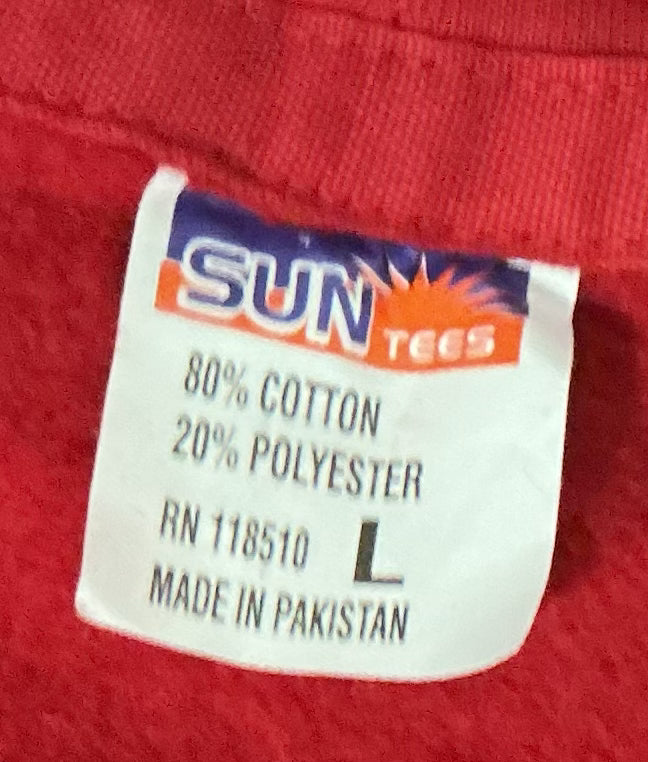 SUN TEES
80% COTTON
20% POLYESTER
RN 118510 L
MADE IN PAKISTAN